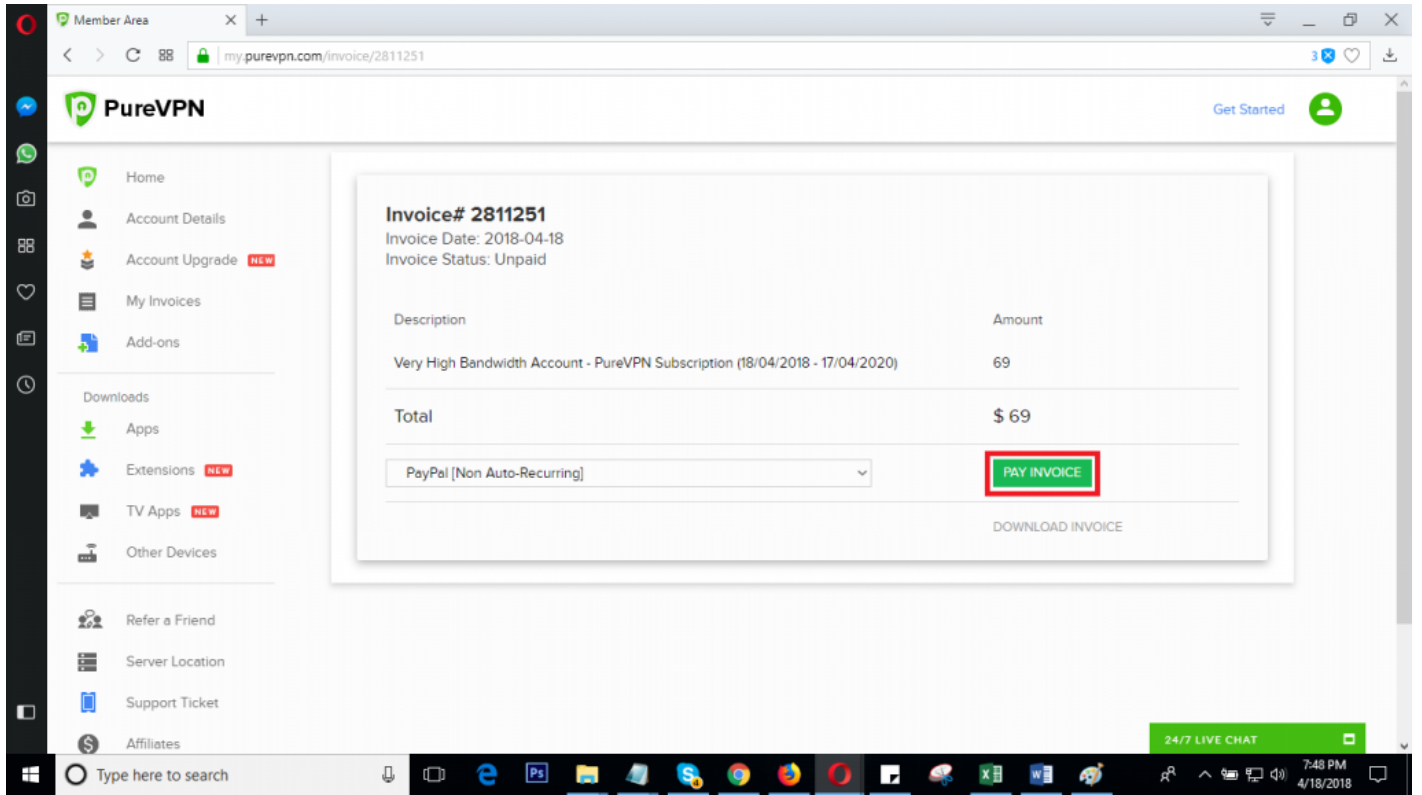 Member Area
my.purevpn.com/invoice/2811251
3
PureVPN
Get Started
Home
Account Details
Account Upgrade NEW
My Invoices
Add-ons
Downloads
Apps
Extensions NEW
TV Apps NEW
Other Devices
Refer a Friend
Server Location
Support Ticket
Affiliates
Invoice# 2811251
Invoice Date: 2018-04-18
Invoice Status: Unpaid
Description Amount
Very High Bandwidth Account - PureVPN Subscription (18/04/2018 - 17/04/2020) 69
Total $ 69
PayPal [Non Auto-Recurring] PAY INVOICE
DOWNLOAD INVOICE
24/7 LIVE CHAT
Type here to search
Ps
7:48 PM
4/18/2018